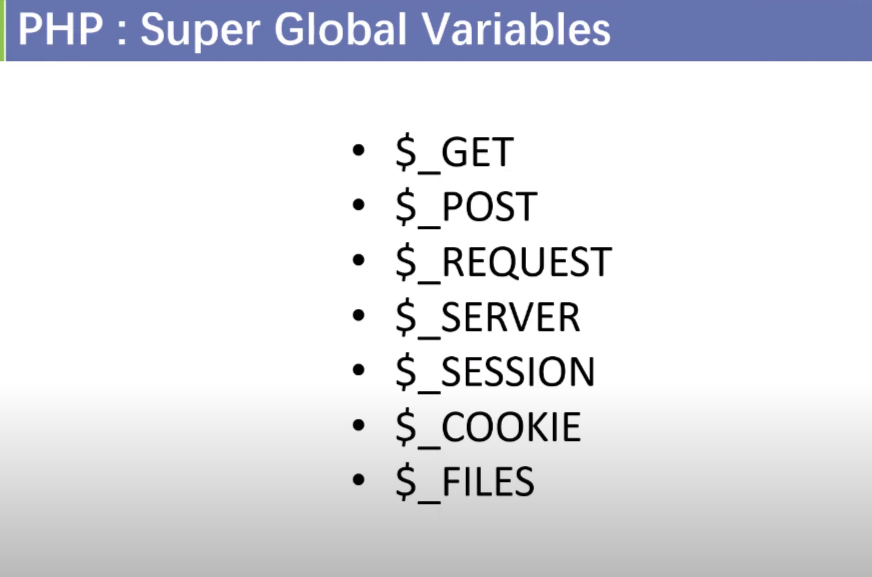 PHP : Super Global Variables
• $_GET
• $_POST
• $_REQUEST
• $_SERVER
• $_SESSION
• $_COOKIE
• $_FILES